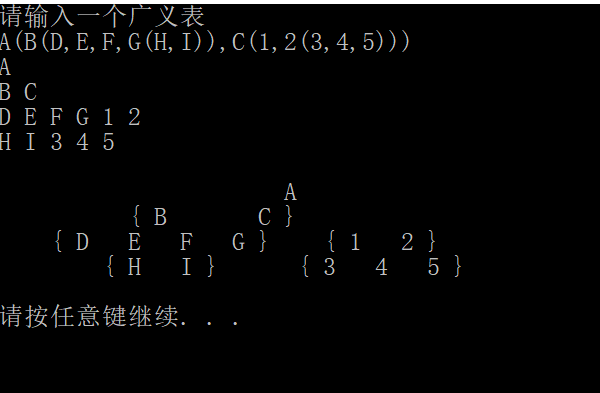 请输入一个广义表
A(B(D,E,F,G(H,I)),C(1,2(3,4,5)))
A
B C
D E F G 1 2
H I 3 4 5
A
{ B C }
{ D E F G } { 1 2 }
{ H I } { 3 4 5 }
请按任意键继续. . .